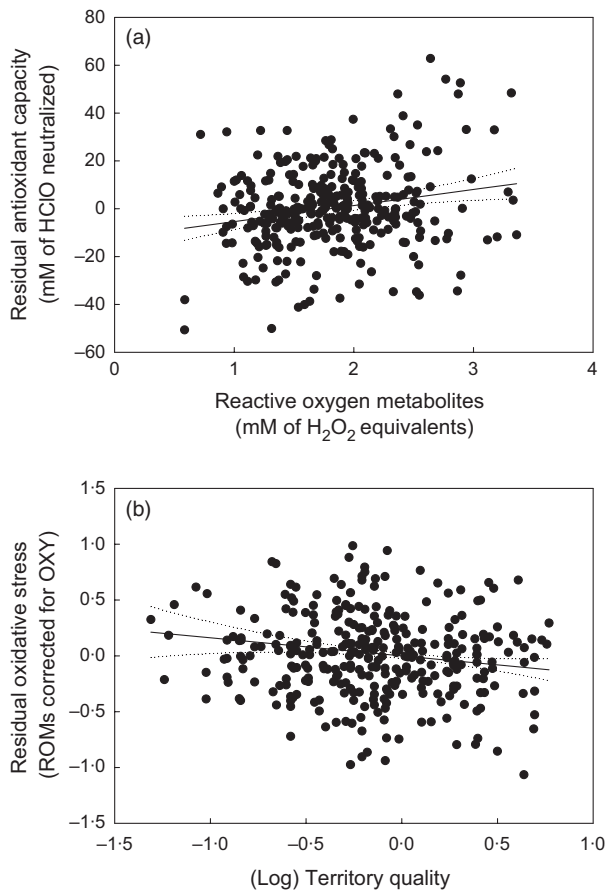 (a)
80
60
40
20
0
–20
–40
–60
0
1
2
3
4
Residual antioxidant capacity
(mM of HClO neutralized)
Reactive oxygen metabolites
(mM of H₂O₂ equivalents)
(b)
1·5
1·0
0·5
0·0
–0·5
–1·0
–1·5
–1·5
–1·0
–0·5
0·0
0·5
1·0
Residual oxidative stress
(ROMs corrected for OXY)
(Log) Territory quality